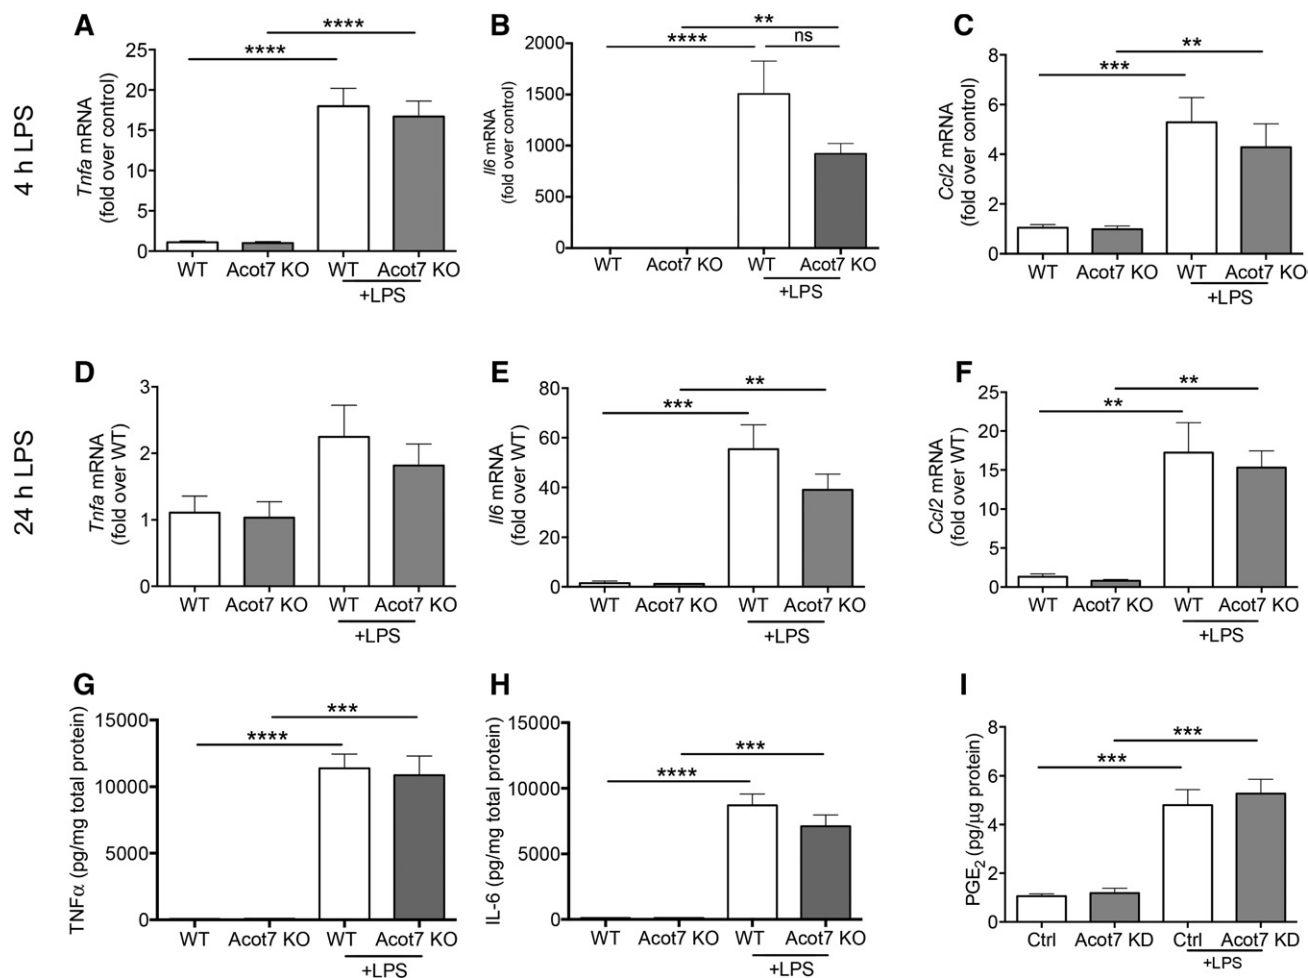 4 h LPS
A
****
****
Tnfa mRNA
(fold over control)
25
20
15
10
5
0
WT Acot7 KO WT Acot7 KO
+LPS
B
**
****
ns
Il6 mRNA
(fold over control)
2000
1500
1000
500
0
WT Acot7 KO WT Acot7 KO
+LPS
C
**
***
Ccl2 mRNA
(fold over control)
8
6
4
2
0
WT Acot7 KO WT Acot7 KO
+LPS
24 h LPS
D
Tnfa mRNA
(fold over WT)
3
2
1
0
WT Acot7 KO WT Acot7 KO
+LPS
E
**
***
Il6 mRNA
(fold over WT)
80
60
40
20
0
WT Acot7 KO WT Acot7 KO
+LPS
F
**
**
Ccl2 mRNA
(fold over WT)
25
20
15
10
5
0
WT Acot7 KO WT Acot7 KO
+LPS
G
***
****
TNFα (pg/mg total protein)
15000
10000
5000
0
WT Acot7 KO WT Acot7 KO
+LPS
H
***
****
IL-6 (pg/mg total protein)
15000
10000
5000
0
WT Acot7 KO WT Acot7 KO
+LPS
I
***
***
PGE2 (pg/μg protein)
8
6
4
2
0
Ctrl Acot7 KD Ctrl Acot7 KD
+LPS